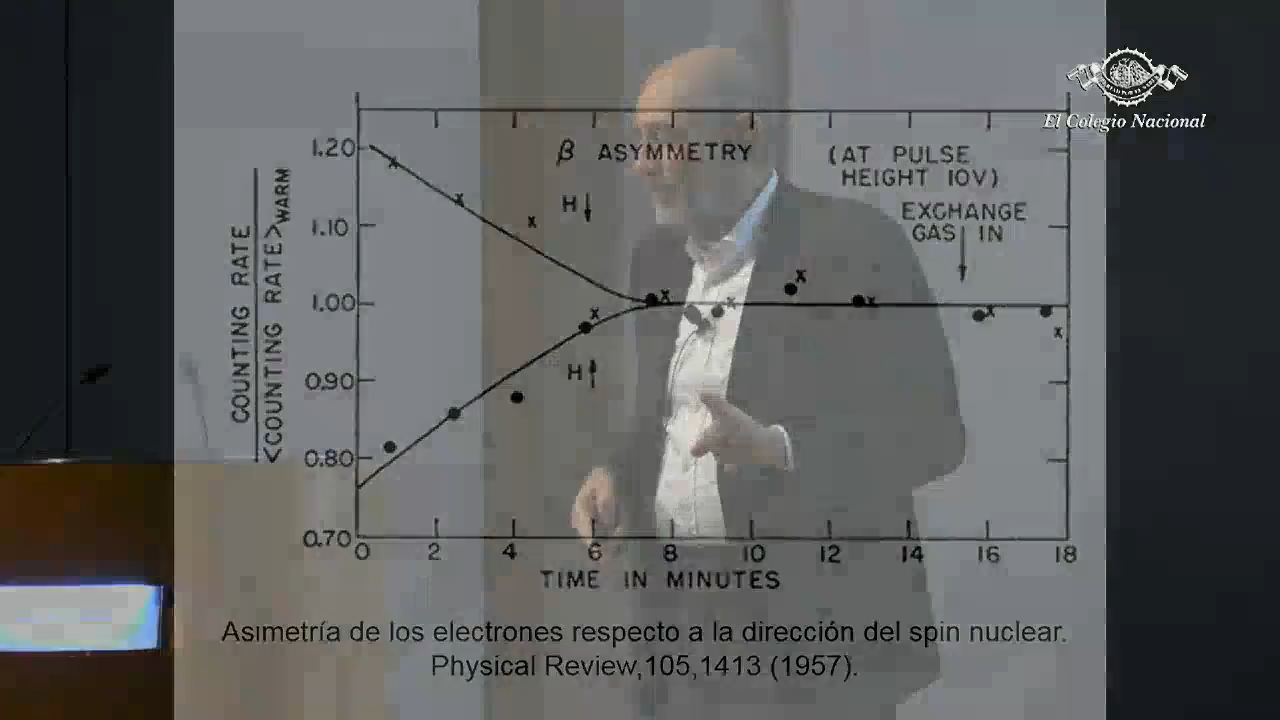 El Colegio Nacional
β ASYMMETRY
(AT PULSE
HEIGHT 10V)
H↓
EXCHANGE
GAS IN
H↑
COUNTING RATE
<COUNTING RATE>WARM
1.20
1.10
1.00
0.90
0.80
0.70
0 2 4 6 8 10 12 14 16 18
TIME IN MINUTES
Asimetría de los electrones respecto a la dirección del spin nuclear.
Physical Review,105,1413 (1957).